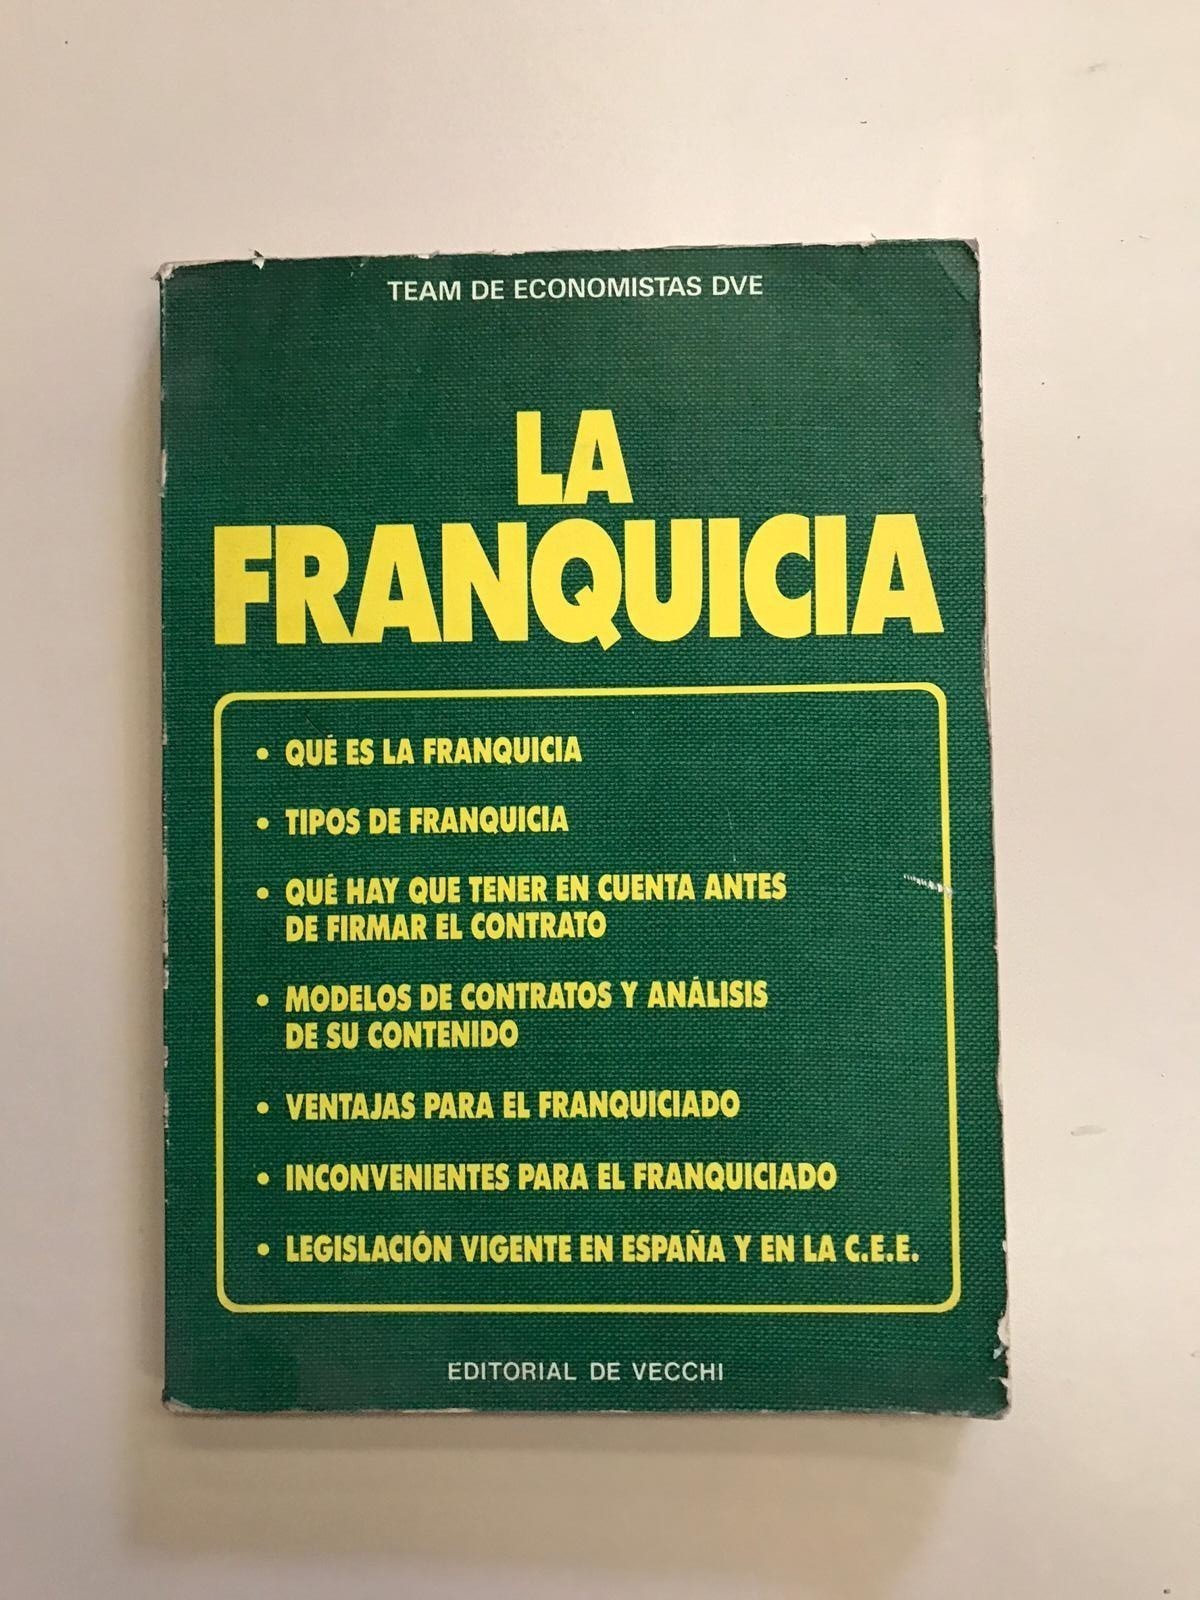 TEAM DE ECONOMISTAS DVE
LA
FRANQUICIA
• QUÉ ES LA FRANQUICIA
• TIPOS DE FRANQUICIA
• QUÉ HAY QUE TENER EN CUENTA ANTES
DE FIRMAR EL CONTRATO
• MODELOS DE CONTRATOS Y ANÁLISIS
DE SU CONTENIDO
• VENTAJAS PARA EL FRANQUICIADO
• INCONVENIENTES PARA EL FRANQUICIADO
• LEGISLACIÓN VIGENTE EN ESPAÑA Y EN LA C.E.E.
EDITORIAL DE VECCHI